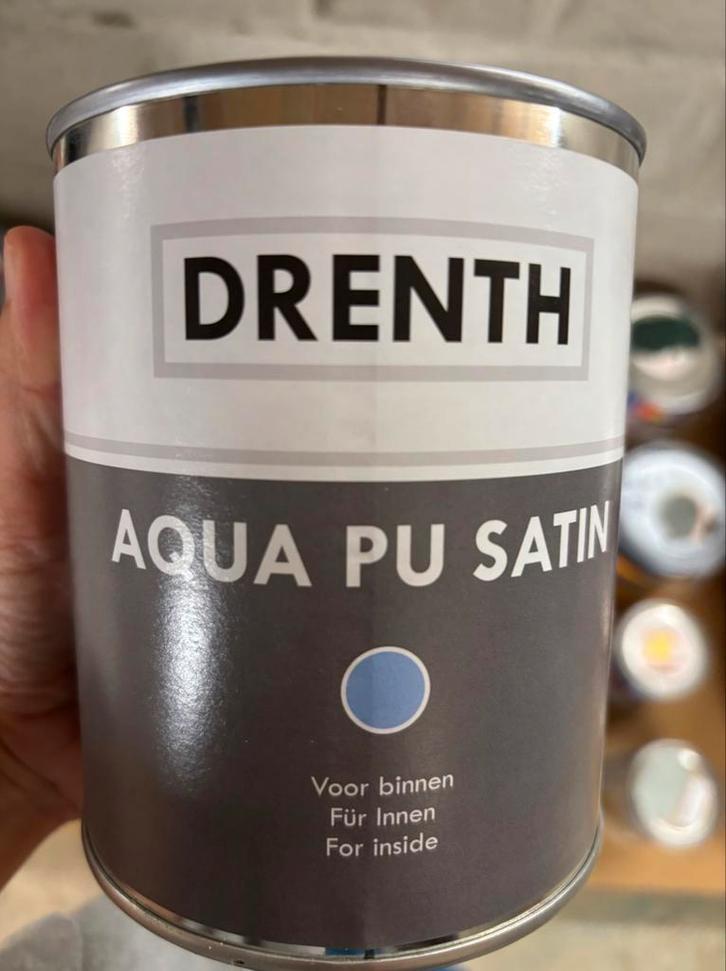 DRENTH
AQUA PU SATIN
Voor binnen
Für Innen
For inside